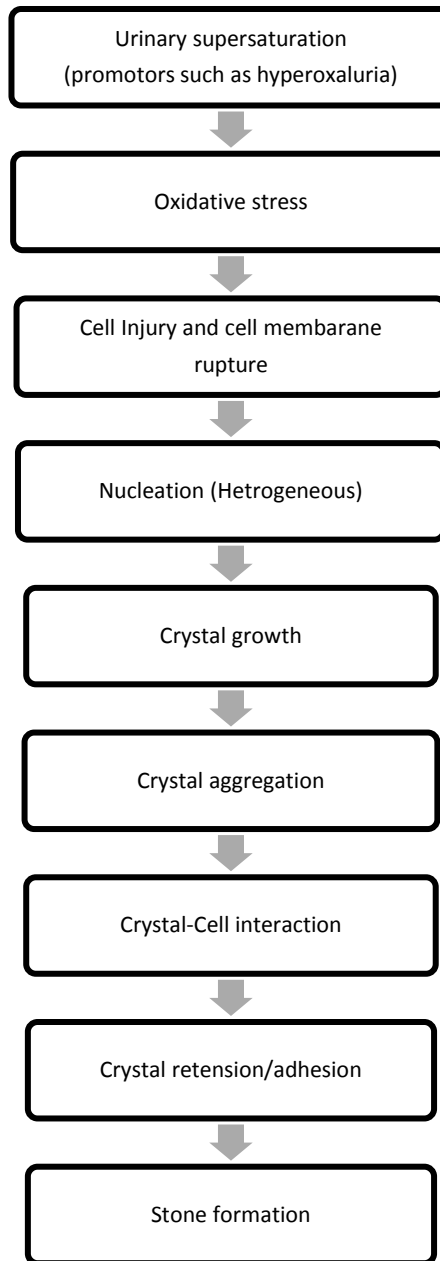 Urinary supersaturation
(promotors such as hyperoxaluria)
Oxidative stress
Cell Injury and cell membarane
rupture
Nucleation (Hetrogeneous)
Crystal growth
Crystal aggregation
Crystal-Cell interaction
Crystal retension/adhesion
Stone formation